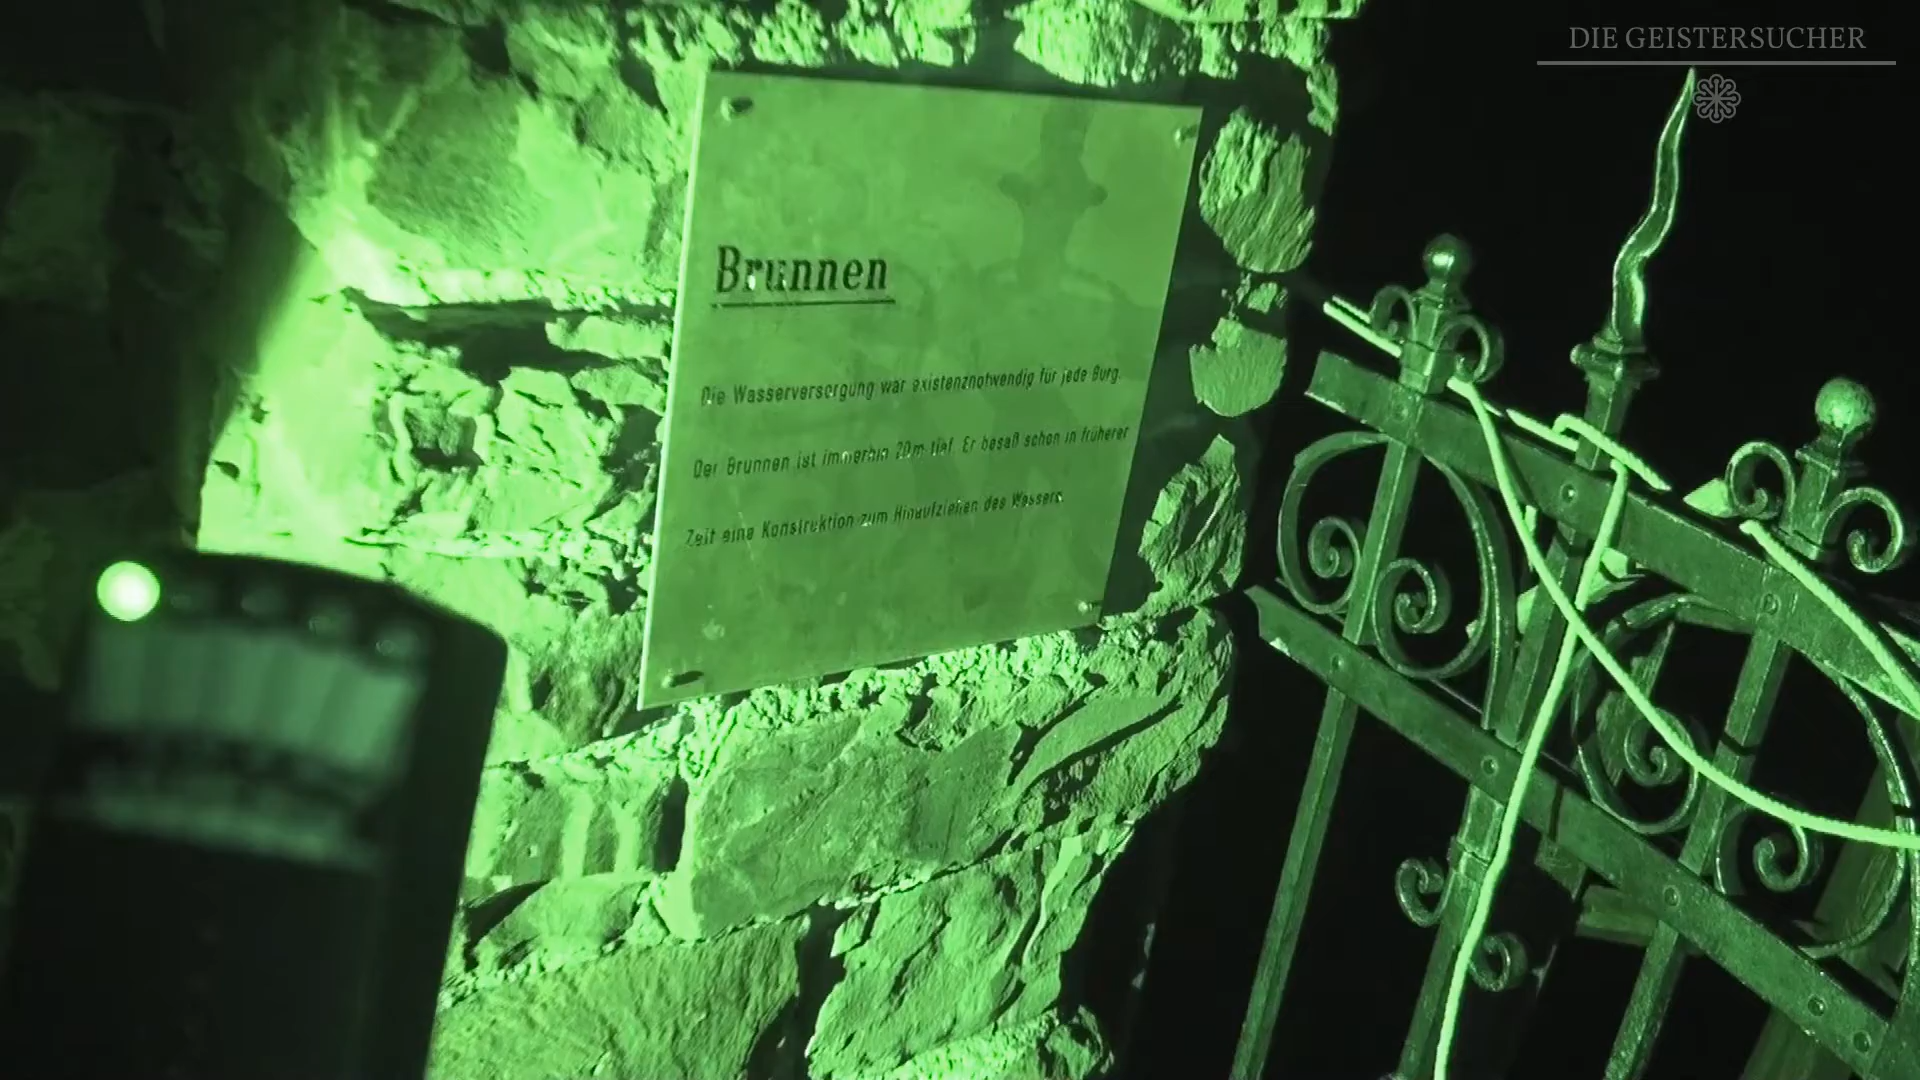 DIE GEISTERSUCHER
Brunnen
Die Wasserversorgung war existenznotwendig für jede Burg.
Der Brunnen ist immerhin 20m tief. Er besaß schon in früherer
Zeit eine Konstruktion zum Hinaufziehen des Wassers.